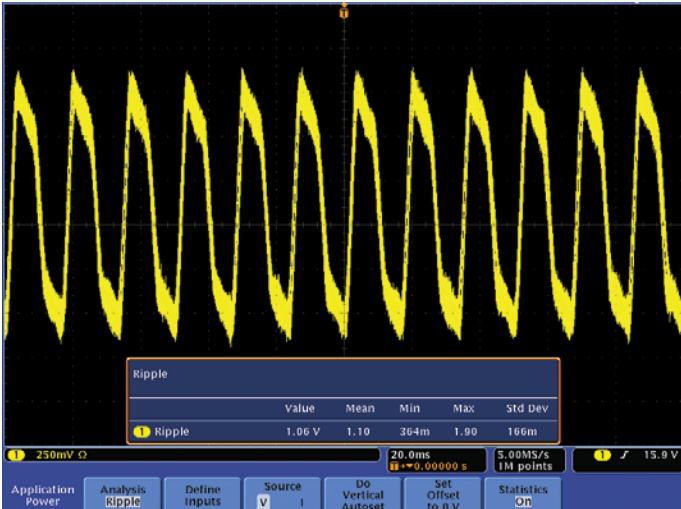 T
Ripple
Value Mean Min Max Std Dev
1 Ripple 1.06 V 1.10 364m 1.90 166m
1 250mV Ω 20.0ms 5.00MS/s 1 15.9 V
T→▼0.00000 s 1M points
Application Power
Analysis Ripple
Define Inputs
Source V I
Do Vertical Autoset
Set Offset to 0 V
Statistics On